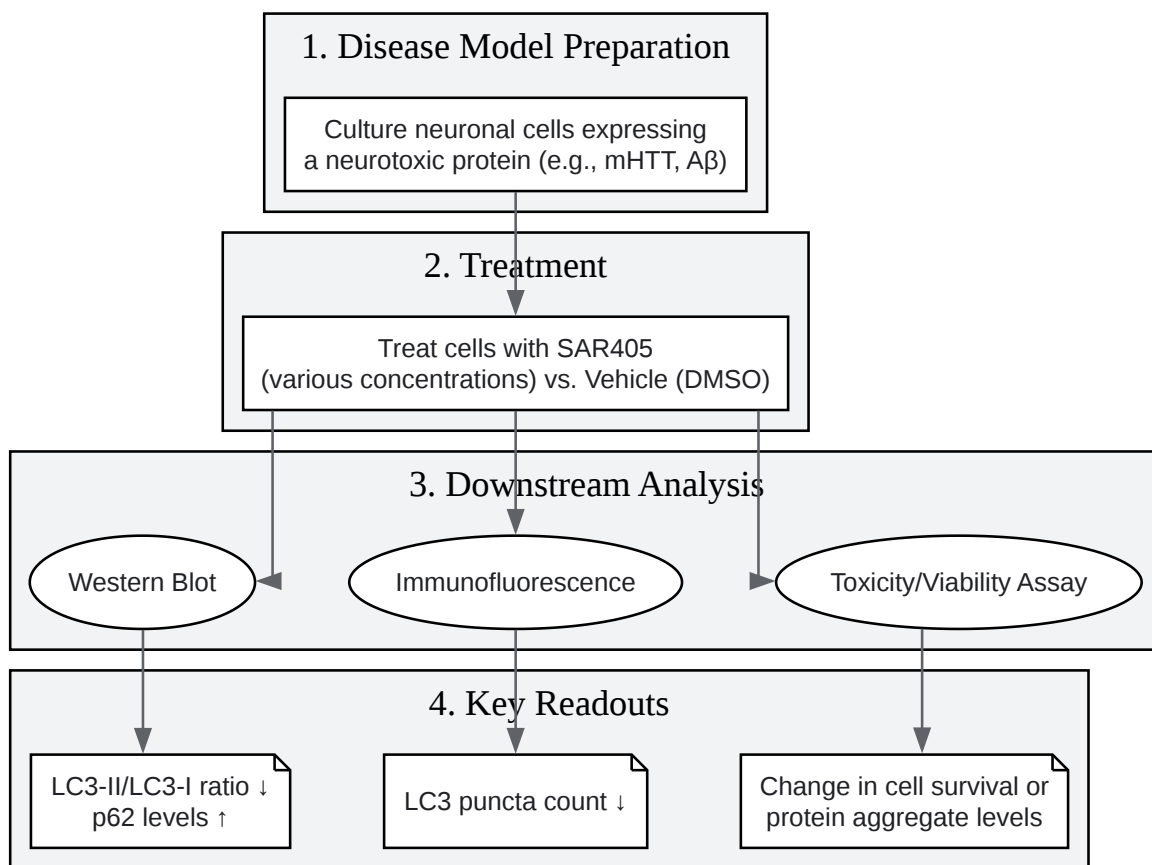 1. Disease Model Preparation
Culture neuronal cells expressing
a neurotoxic protein (e.g., mHTT, Aβ)
2. Treatment
Treat cells with SAR405
(various concentrations) vs. Vehicle (DMSO)
3. Downstream Analysis
Western Blot
Immunofluorescence
Toxicity/Viability Assay
4. Key Readouts
LC3-II/LC3-I ratio ↓
p62 levels ↑
LC3 puncta count ↓
Change in cell survival or
protein aggregate levels